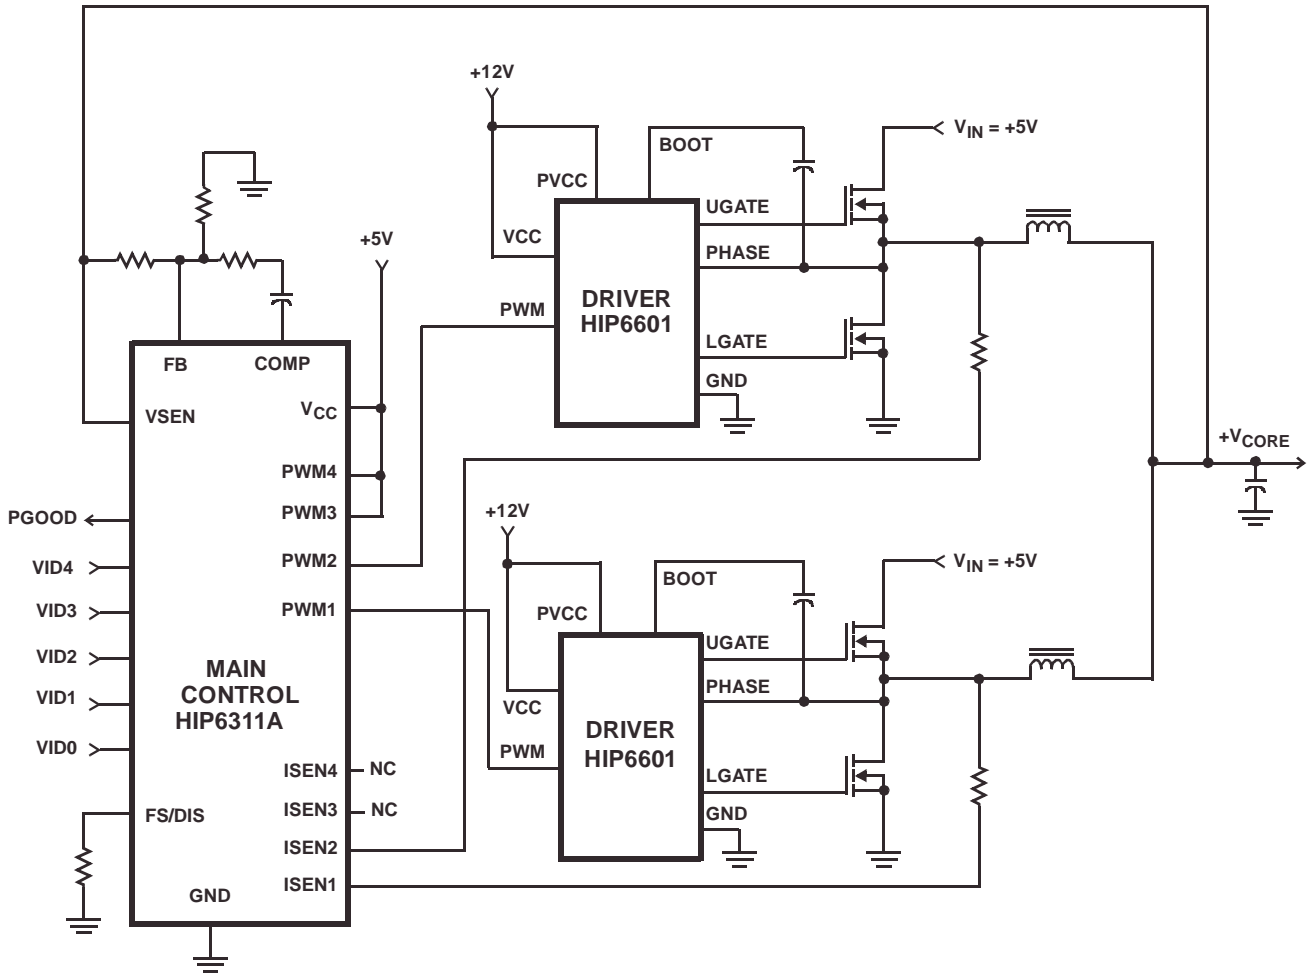 +12V
BOOT
V_IN = +5V
PVCC
UGATE
+5V
VCC
PHASE
DRIVER
HIP6601
PWM
LGATE
GND
FB
COMP
V_CC
VSEN
+V_CORE
PWM4
PWM3
PGOOD
+12V
PWM2
V_IN = +5V
VID4
BOOT
VID3
PWM1
PVCC
UGATE
VID2
MAIN
CONTROL
HIP6311A
PHASE
VID1
VCC
DRIVER
HIP6601
VID0
PWM
ISEN4
NC
LGATE
ISEN3
NC
FS/DIS
GND
ISEN2
ISEN1
GND